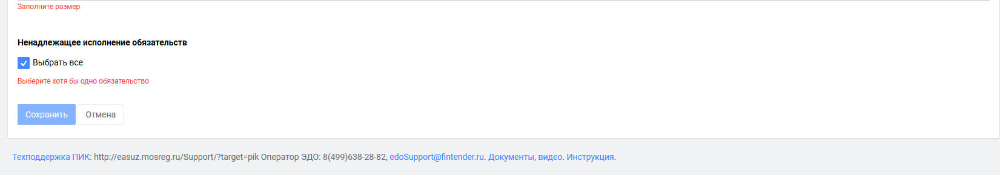 Заполните размер
Ненадлежащее исполнение обязательств
Выбрать все
Выберите хотя бы одно обязательство
Сохранить Отмена
Техподдержка ПИК: http://easuz.mosreg.ru/Support/?target=pik Оператор ЭДО: 8(499)638-28-82, edoSupport@fintender.ru. Документы, видео. Инструкция.